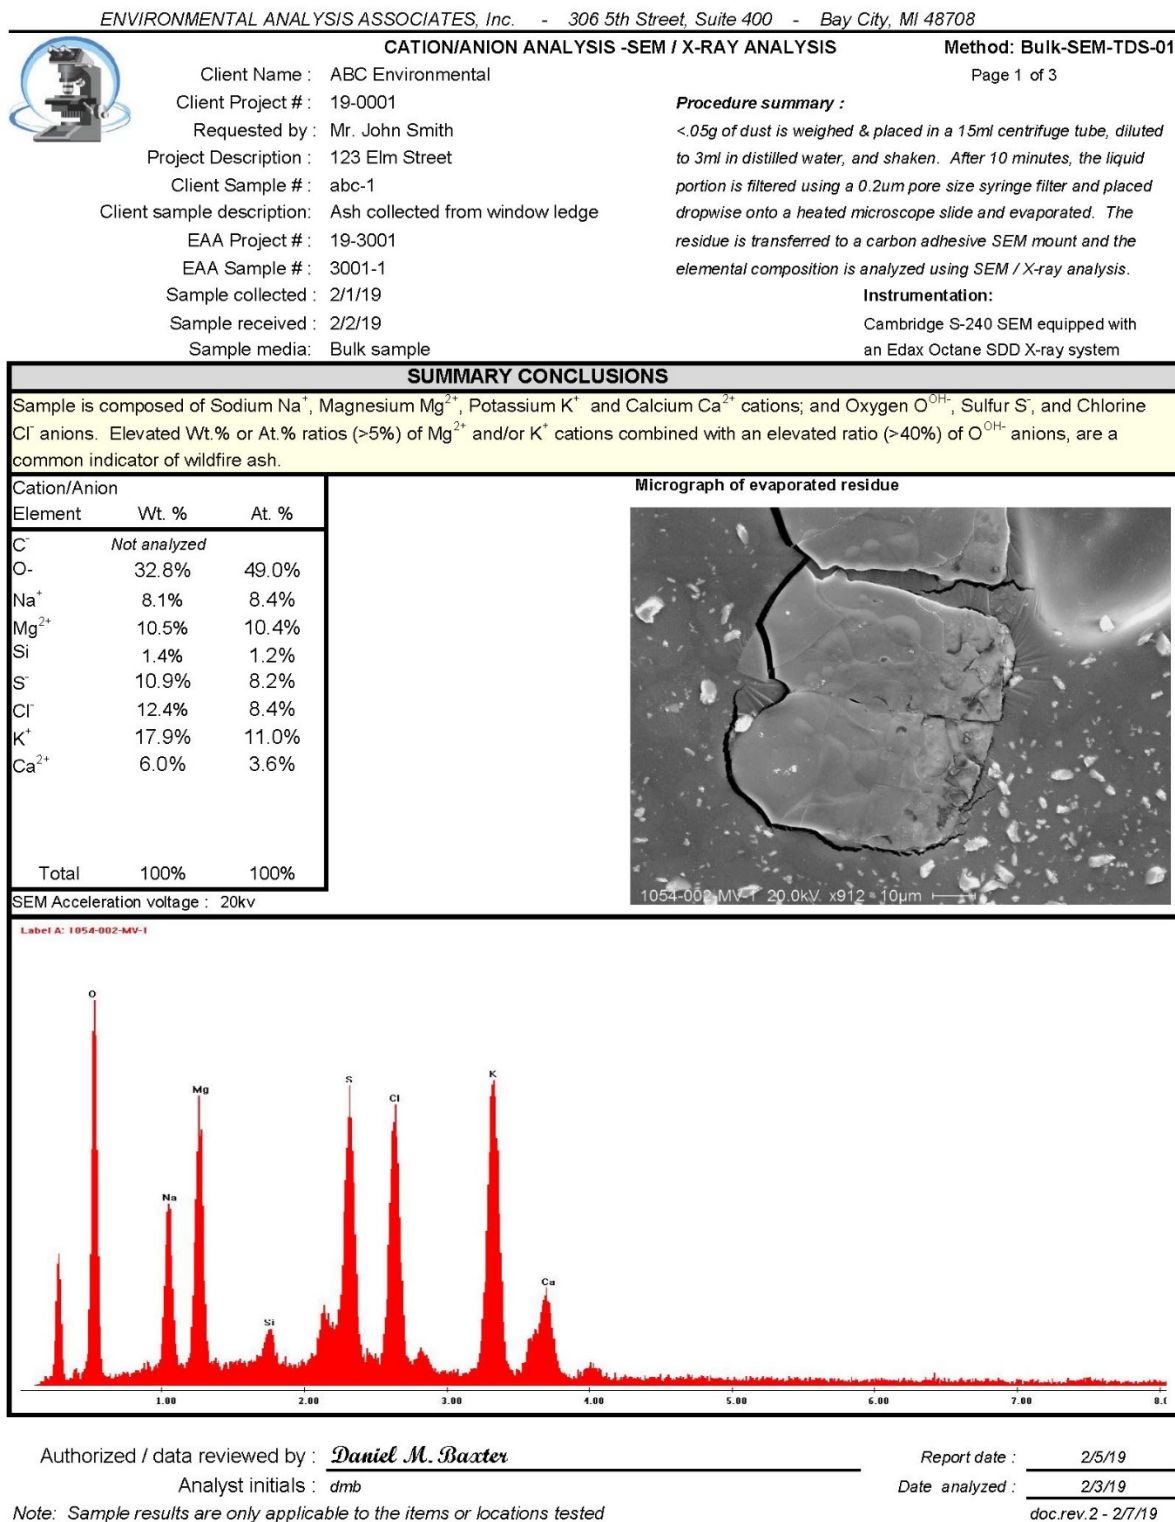 ENVIRONMENTAL ANALYSIS ASSOCIATES, Inc. - 306 5th Street, Suite 400 - Bay City, MI 48708
CATION/ANION ANALYSIS -SEM / X-RAY ANALYSIS
Method: Bulk-SEM-TDS-01
Page 1 of 3
Client Name : ABC Environmental
Client Project # : 19-0001
Requested by : Mr. John Smith
Project Description : 123 Elm Street
Client Sample # : abc-1
Client sample description: Ash collected from window ledge
EAA Project # : 19-3001
EAA Sample # : 3001-1
Sample collected : 2/1/19
Sample received : 2/2/19
Sample media: Bulk sample
Procedure summary :
<.05g of dust is weighed & placed in a 15ml centrifuge tube, diluted
to 3ml in distilled water, and shaken. After 10 minutes, the liquid
portion is filtered using a 0.2um pore size syringe filter and placed
dropwise onto a heated microscope slide and evaporated. The
residue is transferred to a carbon adhesive SEM mount and the
elemental composition is analyzed using SEM / X-ray analysis.
Instrumentation:
Cambridge S-240 SEM equipped with
an Edax Octane SDD X-ray system
SUMMARY CONCLUSIONS
Sample is composed of Sodium Na⁺, Magnesium Mg²⁺, Potassium K⁺ and Calcium Ca²⁺ cations; and Oxygen O^OH-, Sulfur S⁻, and Chlorine
Cl⁻ anions. Elevated Wt.% or At.% ratios (>5%) of Mg²⁺ and/or K⁺ cations combined with an elevated ratio (>40%) of O^OH- anions, are a
common indicator of wildfire ash.
Cation/Anion
Element Wt. % At. %
C⁻ Not analyzed
O- 32.8% 49.0%
Na⁺ 8.1% 8.4%
Mg²⁺ 10.5% 10.4%
Si 1.4% 1.2%
S⁻ 10.9% 8.2%
Cl⁻ 12.4% 8.4%
K⁺ 17.9% 11.0%
Ca²⁺ 6.0% 3.6%
Total 100% 100%
SEM Acceleration voltage : 20kv
Micrograph of evaporated residue
1054-002-MV-1 20.0kV x912 10µm
Label A: 1054-002-MV-1
O
Na
Mg
Si
S
Cl
K
Ca
1.00 2.00 3.00 4.00 5.00 6.00 7.00 8.0
Authorized / data reviewed by : Daniel M. Baxter
Analyst initials : dmb
Report date : 2/5/19
Date analyzed : 2/3/19
Note: Sample results are only applicable to the items or locations tested
doc.rev.2 - 2/7/19